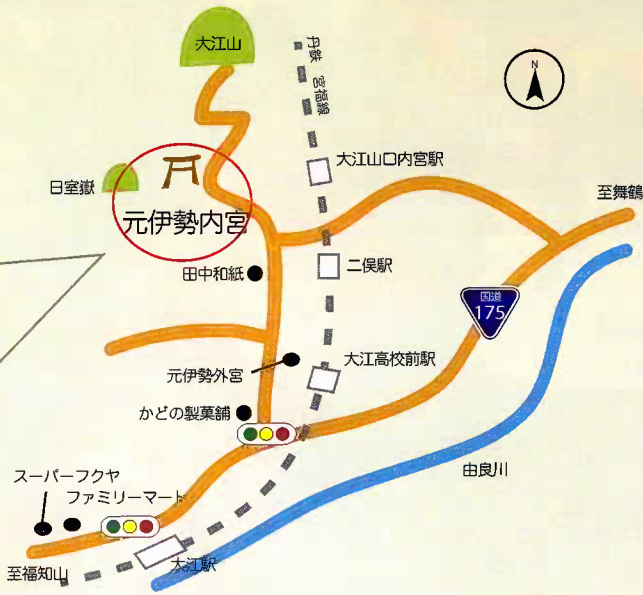 大江山
丹鉄 宮福線
N
大江山口内宮駅
日室嶽
至舞鶴
元伊勢内宮
田中和紙
二俣駅
国道
175
元伊勢外宮
大江高校前駅
かどの製菓舗
由良川
スーパーフクヤ
ファミリーマート
大江駅
至福知山